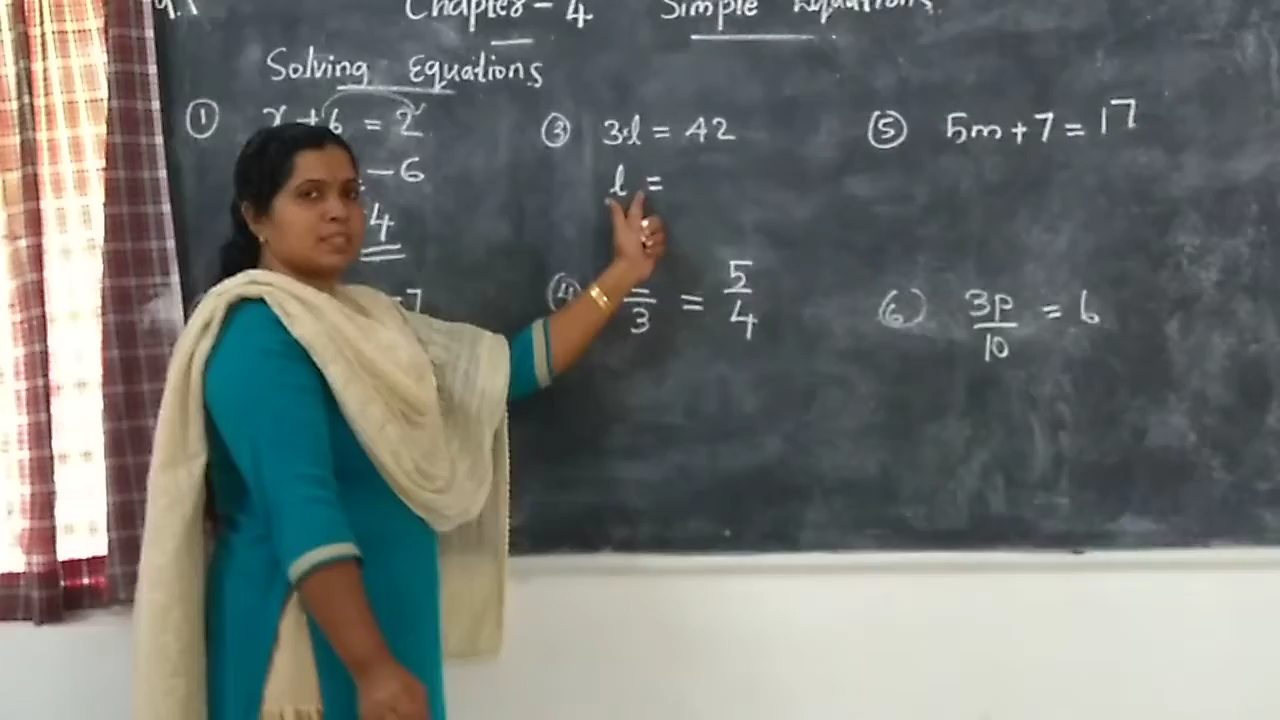 Chapter - 4 Simple Equations
Solving Equations
① x + 6 = 2
- 6
4
- 7
③ 3l = 42
l =
④ 3 = 5/4
⑤ 5m + 7 = 17
⑥ 3p/10 = 6